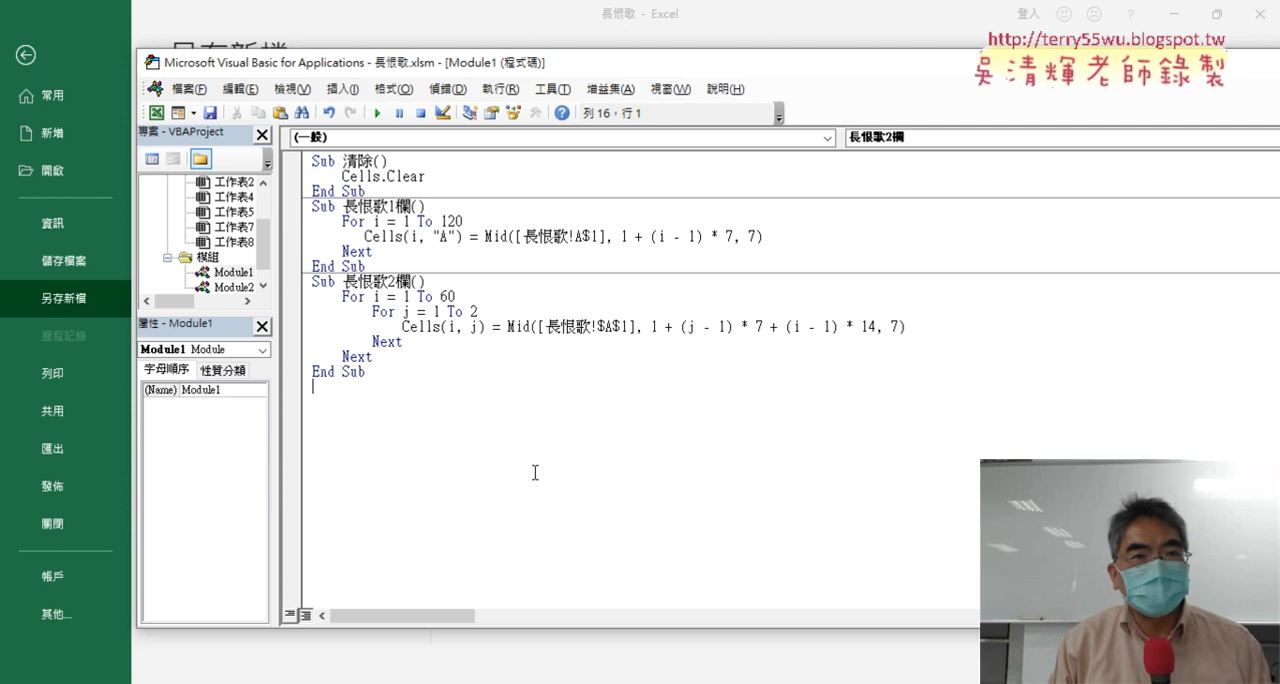 長恨歌 - Excel
登入
http://terry55wu.blogspot.tw
吳清輝老師錄製
常用
新增
開啟
資訊
儲存檔案
另存新檔
歷程記錄
列印
共用
匯出
發佈
關閉
帳戶
其他...
另存新檔
Microsoft Visual Basic for Applications - 長恨歌.xlsm - [Module1 (程式碼)]
檔案(F) 編輯(E) 檢視(V) 插入(I) 格式(O) 偵錯(D) 執行(R) 工具(T) 增益集(A) 視窗(W) 說明(H)
列 16，行 1
專案 - VBAProject
工作表2
工作表4
工作表5
工作表7
工作表8
模組
Module1
Module2
屬性 - Module1
Module1 Module
字母順序 性質分類
(Name) Module1
(一般)
長恨歌2欄
Sub 清除()
Cells.Clear
End Sub
Sub 長恨歌1欄()
For i = 1 To 120
Cells(i, "A") = Mid([長恨歌!A$1], 1 + (i - 1) * 7, 7)
Next
End Sub
Sub 長恨歌2欄()
For i = 1 To 60
For j = 1 To 2
Cells(i, j) = Mid([長恨歌!$A$1], 1 + (j - 1) * 7 + (i - 1) * 14, 7)
Next
Next
End Sub